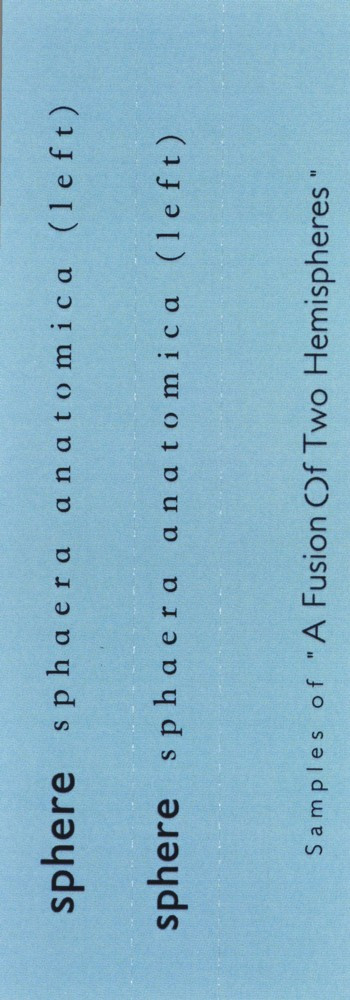 sphere sphaera anatomica (left)
sphere sphaera anatomica (left)
Samples of "A Fusion Of Two Hemispheres"